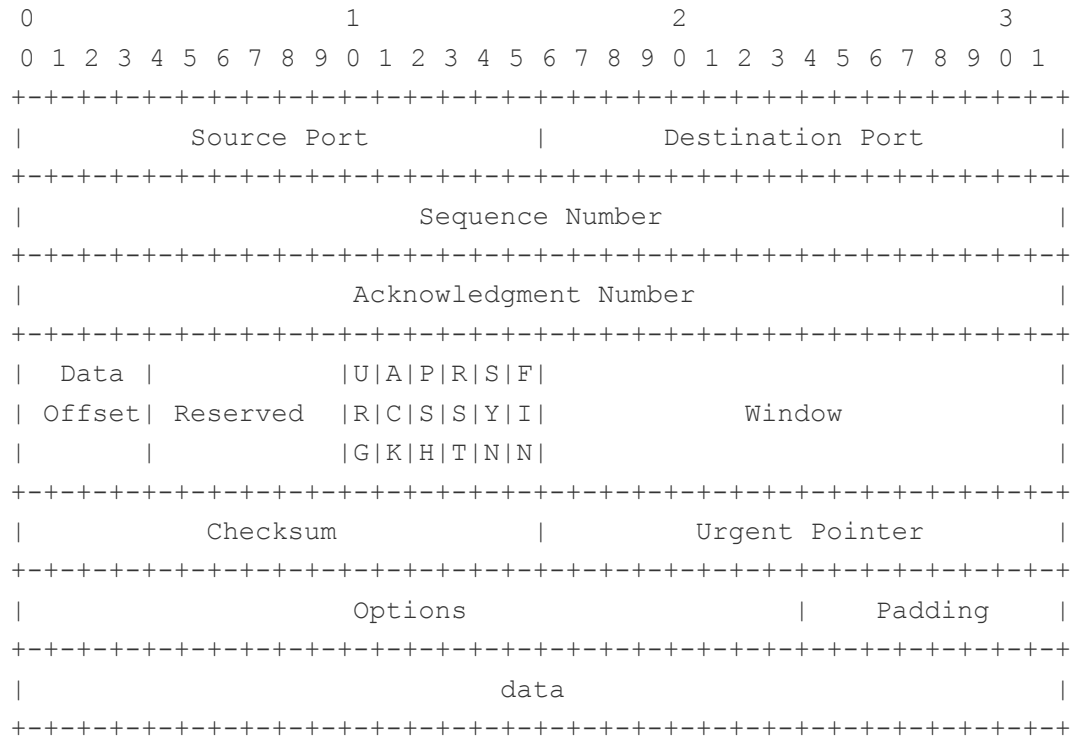 0                   1                   2                   3
 0 1 2 3 4 5 6 7 8 9 0 1 2 3 4 5 6 7 8 9 0 1 2 3 4 5 6 7 8 9 0 1
+-+-+-+-+-+-+-+-+-+-+-+-+-+-+-+-+-+-+-+-+-+-+-+-+-+-+-+-+-+-+-+-+
|          Source Port          |       Destination Port        |
+-+-+-+-+-+-+-+-+-+-+-+-+-+-+-+-+-+-+-+-+-+-+-+-+-+-+-+-+-+-+-+-+
|                        Sequence Number                        |
+-+-+-+-+-+-+-+-+-+-+-+-+-+-+-+-+-+-+-+-+-+-+-+-+-+-+-+-+-+-+-+-+
|                    Acknowledgment Number                      |
+-+-+-+-+-+-+-+-+-+-+-+-+-+-+-+-+-+-+-+-+-+-+-+-+-+-+-+-+-+-+-+-+
|  Data |           |U|A|P|R|S|F|                               |
| Offset| Reserved  |R|C|S|S|Y|I|            Window             |
|       |           |G|K|H|T|N|N|                               |
+-+-+-+-+-+-+-+-+-+-+-+-+-+-+-+-+-+-+-+-+-+-+-+-+-+-+-+-+-+-+-+-+
|           Checksum            |         Urgent Pointer        |
+-+-+-+-+-+-+-+-+-+-+-+-+-+-+-+-+-+-+-+-+-+-+-+-+-+-+-+-+-+-+-+-+
|                    Options                    |    Padding    |
+-+-+-+-+-+-+-+-+-+-+-+-+-+-+-+-+-+-+-+-+-+-+-+-+-+-+-+-+-+-+-+-+
|                             data                              |
+-+-+-+-+-+-+-+-+-+-+-+-+-+-+-+-+-+-+-+-+-+-+-+-+-+-+-+-+-+-+-+-+